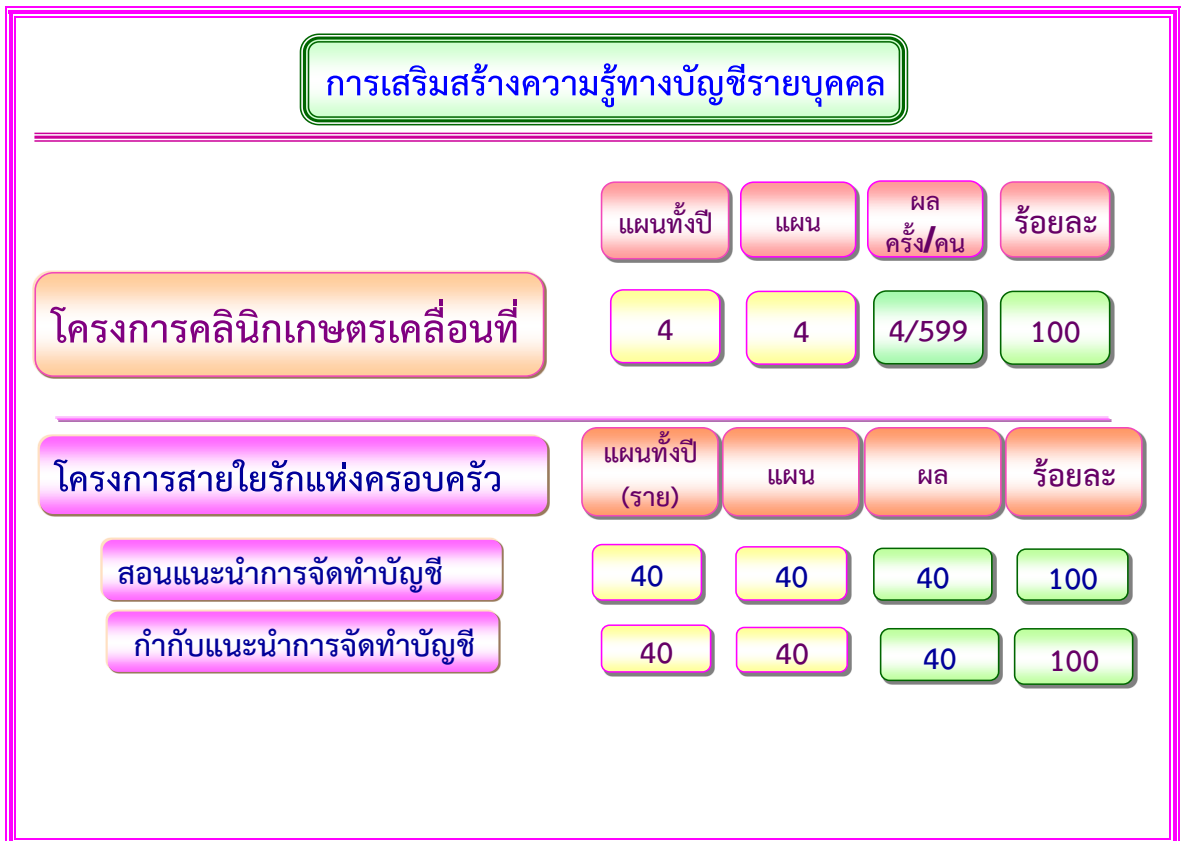 การเสริมสร้างความรู้ทางบัญชีรายบุคคล
แผนทั้งปี แผน ผล ร้อยละ
ครั้ง/คน
โครงการคลินิกเกษตรเคลื่อนที่ 4 4 4/599 100
โครงการสายใยรักแห่งครอบครัว แผนทั้งปี แผน ผล ร้อยละ
(ราย)
สอนแนะนำการจัดทำบัญชี 40 40 40 100
กำกับแนะนำการจัดทำบัญชี 40 40 40 100